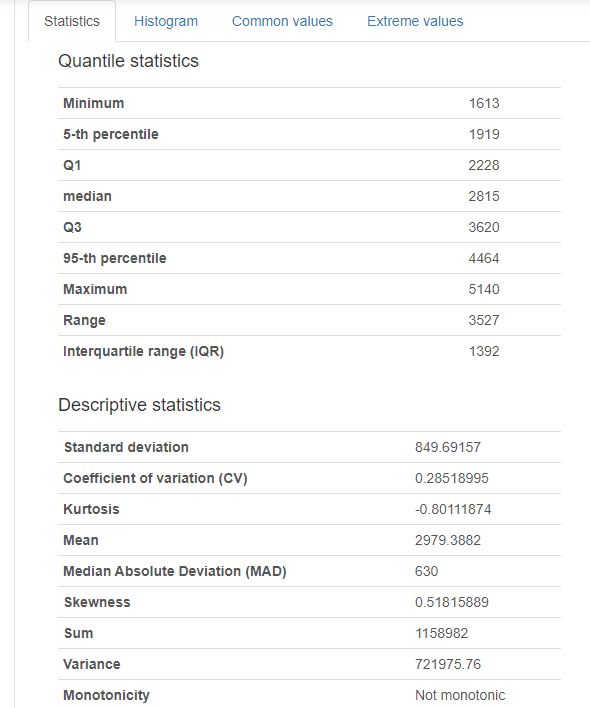 Statistics Histogram Common values Extreme values
Quantile statistics
Minimum 1613
5-th percentile 1919
Q1 2228
median 2815
Q3 3620
95-th percentile 4464
Maximum 5140
Range 3527
Interquartile range (IQR) 1392
Descriptive statistics
Standard deviation 849.69157
Coefficient of variation (CV) 0.28518995
Kurtosis -0.80111874
Mean 2979.3882
Median Absolute Deviation (MAD) 630
Skewness 0.51815889
Sum 1158982
Variance 721975.76
Monotonicity Not monotonic